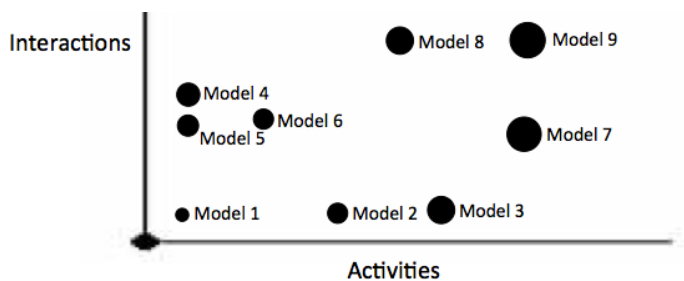 Interactions
Model 8
Model 9
Model 4
Model 6
Model 5
Model 7
Model 1
Model 2
Model 3
Activities